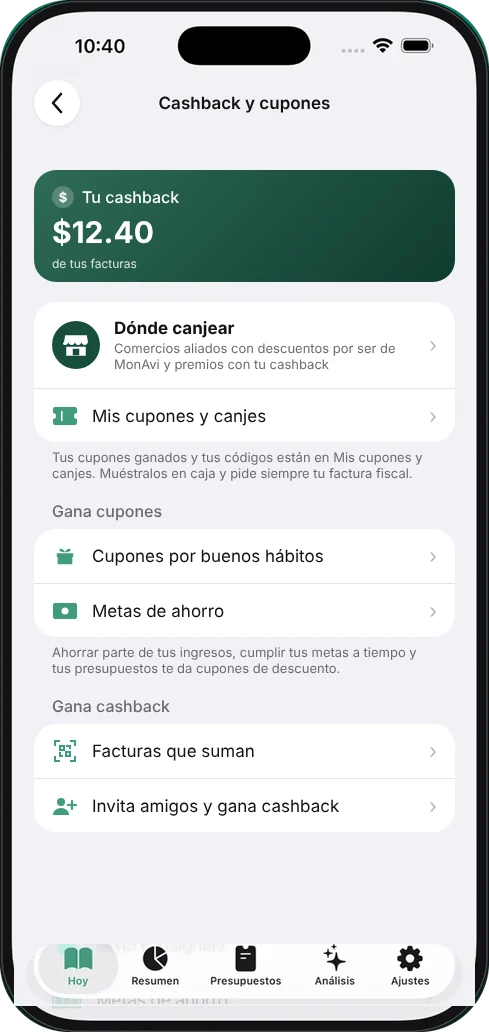 10:40
Cashback y cupones
$ Tu cashback
$12.40
de tus facturas
Dónde canjear
Comercios aliados con descuentos por ser de
MonAvi y premios con tu cashback
Mis cupones y canjes
Tus cupones ganados y tus códigos están en Mis cupones y
canjes. Muéstralos en caja y pide siempre tu factura fiscal.
Gana cupones
Cupones por buenos hábitos
Metas de ahorro
Ahorrar parte de tus ingresos, cumplir tus metas a tiempo y
tus presupuestos te da cupones de descuento.
Gana cashback
Facturas que suman
Invita amigos y gana cashback
Hoy
Resumen
Presupuestos
Análisis
Ajustes
Metas de ahorro